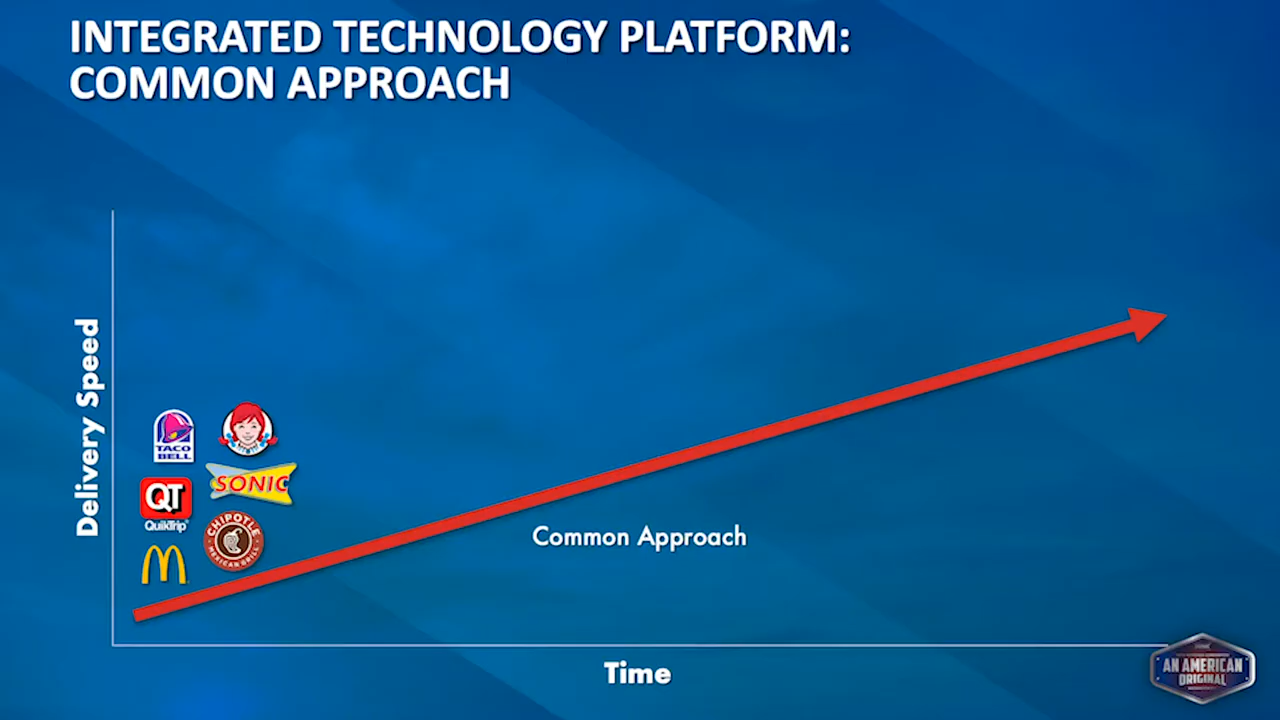 INTEGRATED TECHNOLOGY PLATFORM:
COMMON APPROACH
Delivery Speed
TACO
BELL
SONIC
QT
QuikTrip
CHIPOTLE
MEXICAN GRILL
Common Approach
Time
AN AMERICAN
ORIGINAL